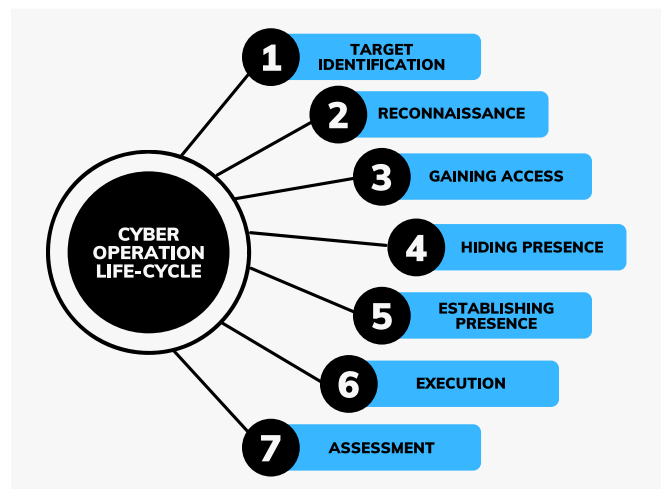 1
TARGET
IDENTIFICATION
2
RECONNAISSANCE
3
GAINING ACCESS
CYBER
OPERATION
LIFE-CYCLE
4
HIDING PRESENCE
5
ESTABLISHING
PRESENCE
6
EXECUTION
7
ASSESSMENT